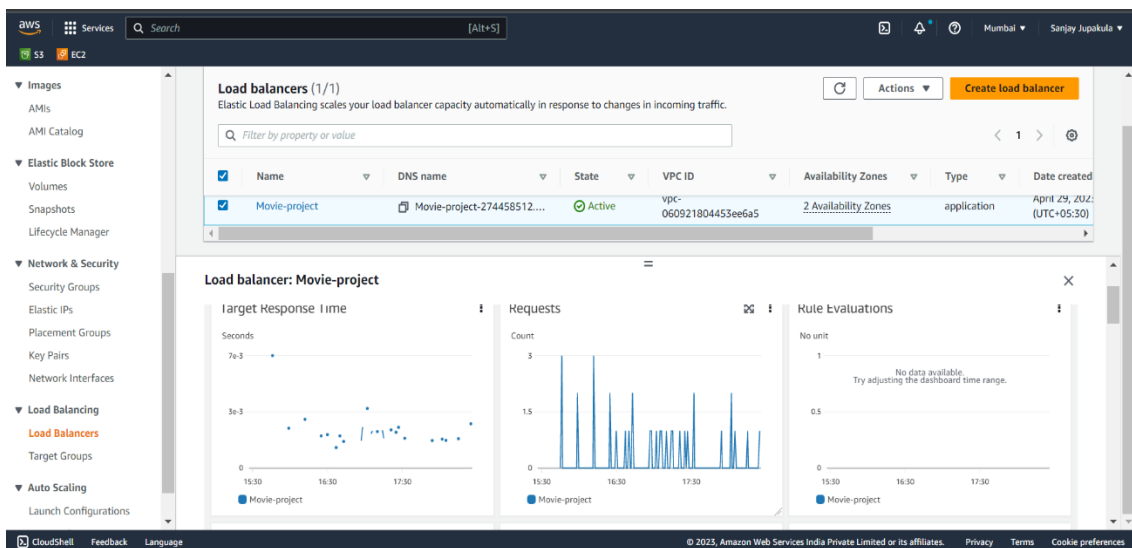 aws Services Search [Alt+S] Mumbai ▼ Sanjay Jupakula ▼
S3 EC2
▼ Images
AMIs
AMI Catalog
▼ Elastic Block Store
Volumes
Snapshots
Lifecycle Manager
▼ Network & Security
Security Groups
Elastic IPs
Placement Groups
Key Pairs
Network Interfaces
▼ Load Balancing
Load Balancers
Target Groups
▼ Auto Scaling
Launch Configurations
Load balancers (1/1)
Elastic Load Balancing scales your load balancer capacity automatically in response to changes in incoming traffic.
Actions ▼ Create load balancer
Filter by property or value
< 1 >
Name DNS name State VPC ID Availability Zones Type Date created
Movie-project Movie-project-274458512.... Active vpc-060921804453ee6a5 2 Availability Zones application April 29, 202
(UTC+05:30)
Load balancer: Movie-project
Target Response Time
Seconds
7e-3
3e-3
0
15:30 16:30 17:30
Movie-project
Requests
Count
3
1.5
0
15:30 16:30 17:30
Movie-project
Rule Evaluations
No unit
1
No data available.
Try adjusting the dashboard time range.
0.5
0
15:30 16:30 17:30
CloudShell Feedback Language © 2023, Amazon Web Services India Private Limited or its affiliates. Privacy Terms Cookie preferences